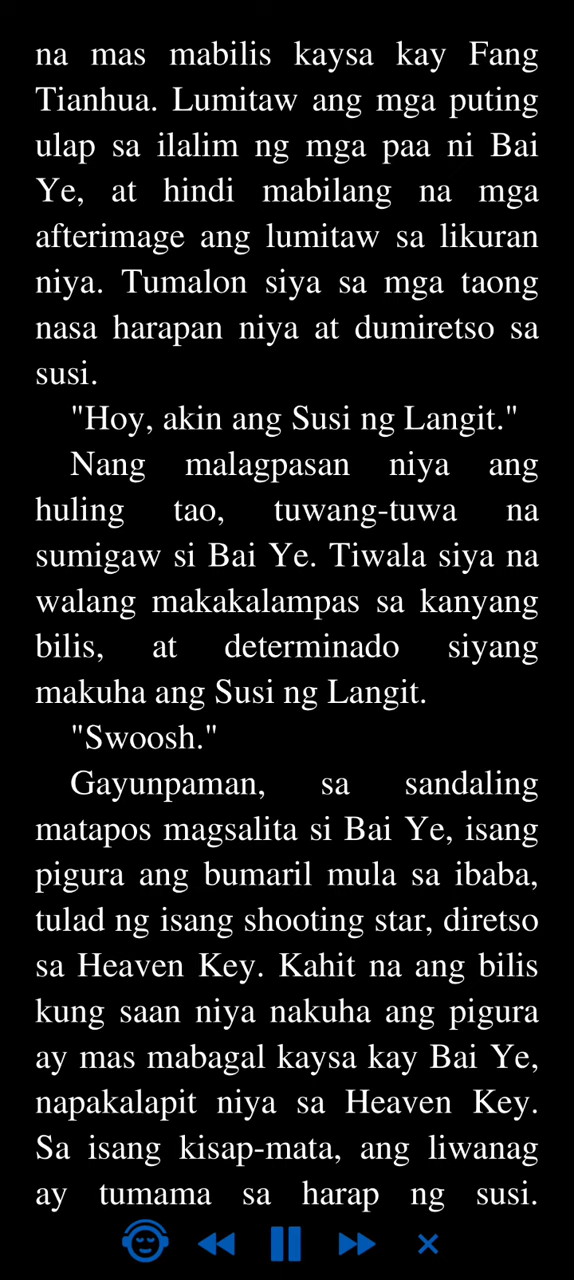 na mas mabilis kaysa kay Fang
Tianhua. Lumitaw ang mga puting
ulap sa ilalim ng mga paa ni Bai
Ye, at hindi mabilang na mga
afterimage ang lumitaw sa likuran
niya. Tumalon siya sa mga taong
nasa harapan niya at dumiretso sa
susi.
"Hoy, akin ang Susi ng Langit."
Nang malagpasan niya ang
huling tao, tuwang-tuwa na
sumigaw si Bai Ye. Tiwala siya na
walang makakalampas sa kanyang
bilis, at determinado siyang
makuha ang Susi ng Langit.
"Swoosh."
Gayunpaman, sa sandaling
matapos magsalita si Bai Ye, isang
pigura ang bumaril mula sa ibaba,
tulad ng isang shooting star, diretso
sa Heaven Key. Kahit na ang bilis
kung saan niya nakuha ang pigura
ay mas mabagal kaysa kay Bai Ye,
napakalapit niya sa Heaven Key.
Sa isang kisap-mata, ang liwanag
ay tumama sa harap ng susi.